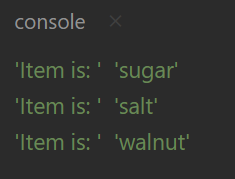 console ×
'Item is: '  'sugar'
'Item is: '  'salt'
'Item is: '  'walnut'